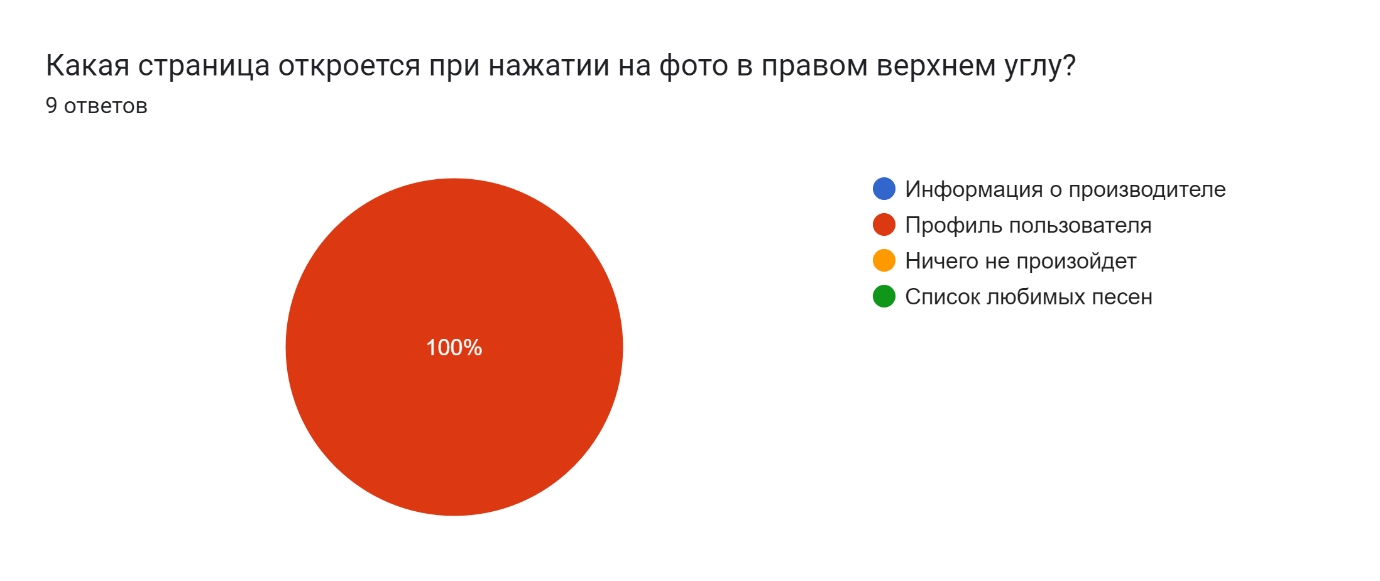 Какая страница откроется при нажатии на фото в правом верхнем углу?
9 ответов
100%
Информация о производителе
Профиль пользователя
Ничего не произойдет
Список любимых песен